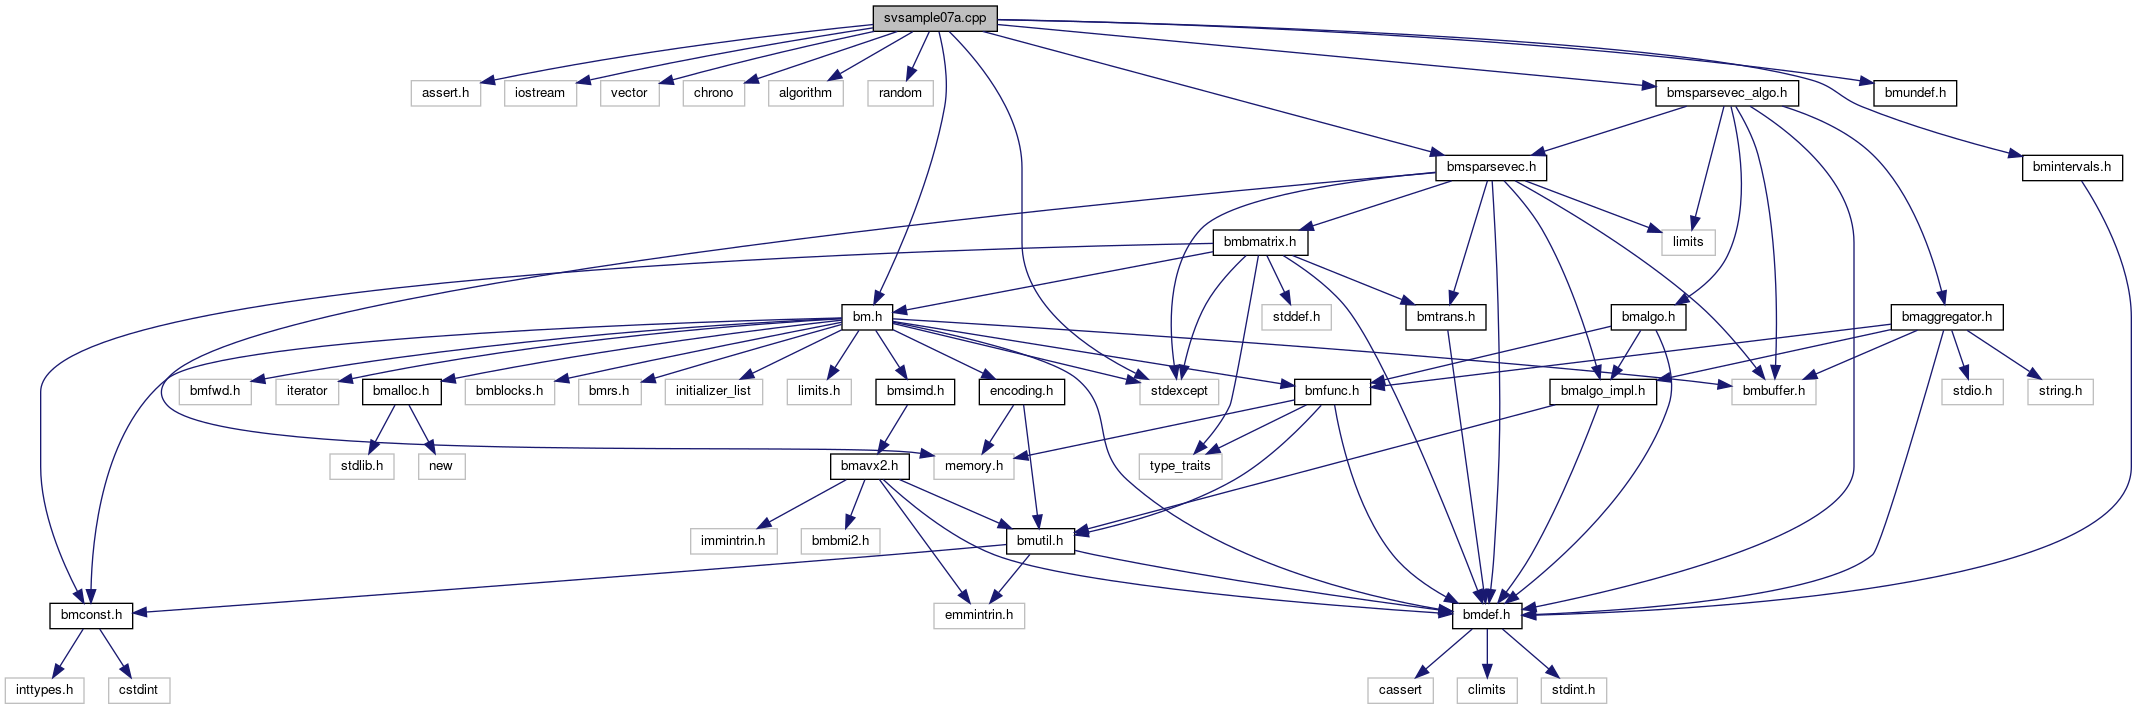 svsample07a.cpp
assert.h
iostream
vector
chrono
algorithm
random
bmsparsevec_algo.h
bmundef.h
bmsparsevec.h
bmintervals.h
bmbmatrix.h
limits
bm.h
stddef.h
bmtrans.h
bmalgo.h
bmaggregator.h
bmfwd.h
iterator
bmalloc.h
bmblocks.h
bmrs.h
initializer_list
limits.h
bmsimd.h
encoding.h
stdexcept
bmfunc.h
bmalgo_impl.h
bmbuffer.h
stdio.h
string.h
stdlib.h
new
bmavx2.h
memory.h
type_traits
immintrin.h
bmbmi2.h
bmutil.h
bmconst.h
emmintrin.h
bmdef.h
inttypes.h
cstdint
cassert
climits
stdint.h